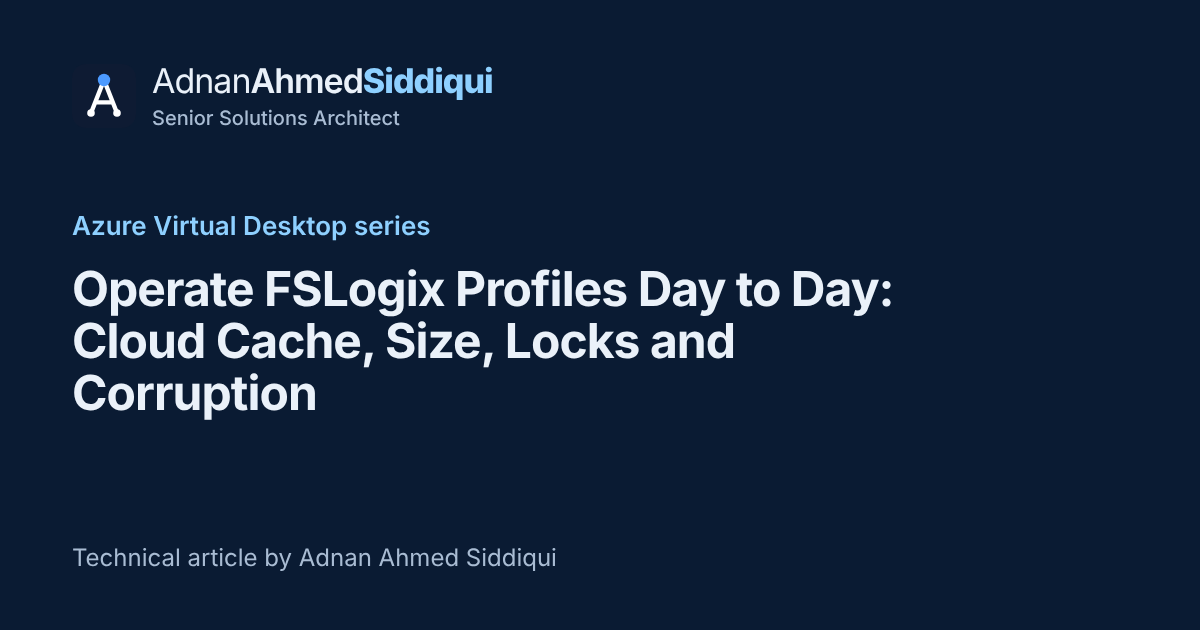 AdnanAhmedSiddiqui
Senior Solutions Architect
Azure Virtual Desktop series
Operate FSLogix Profiles Day to Day:
Cloud Cache, Size, Locks and
Corruption
Technical article by Adnan Ahmed Siddiqui